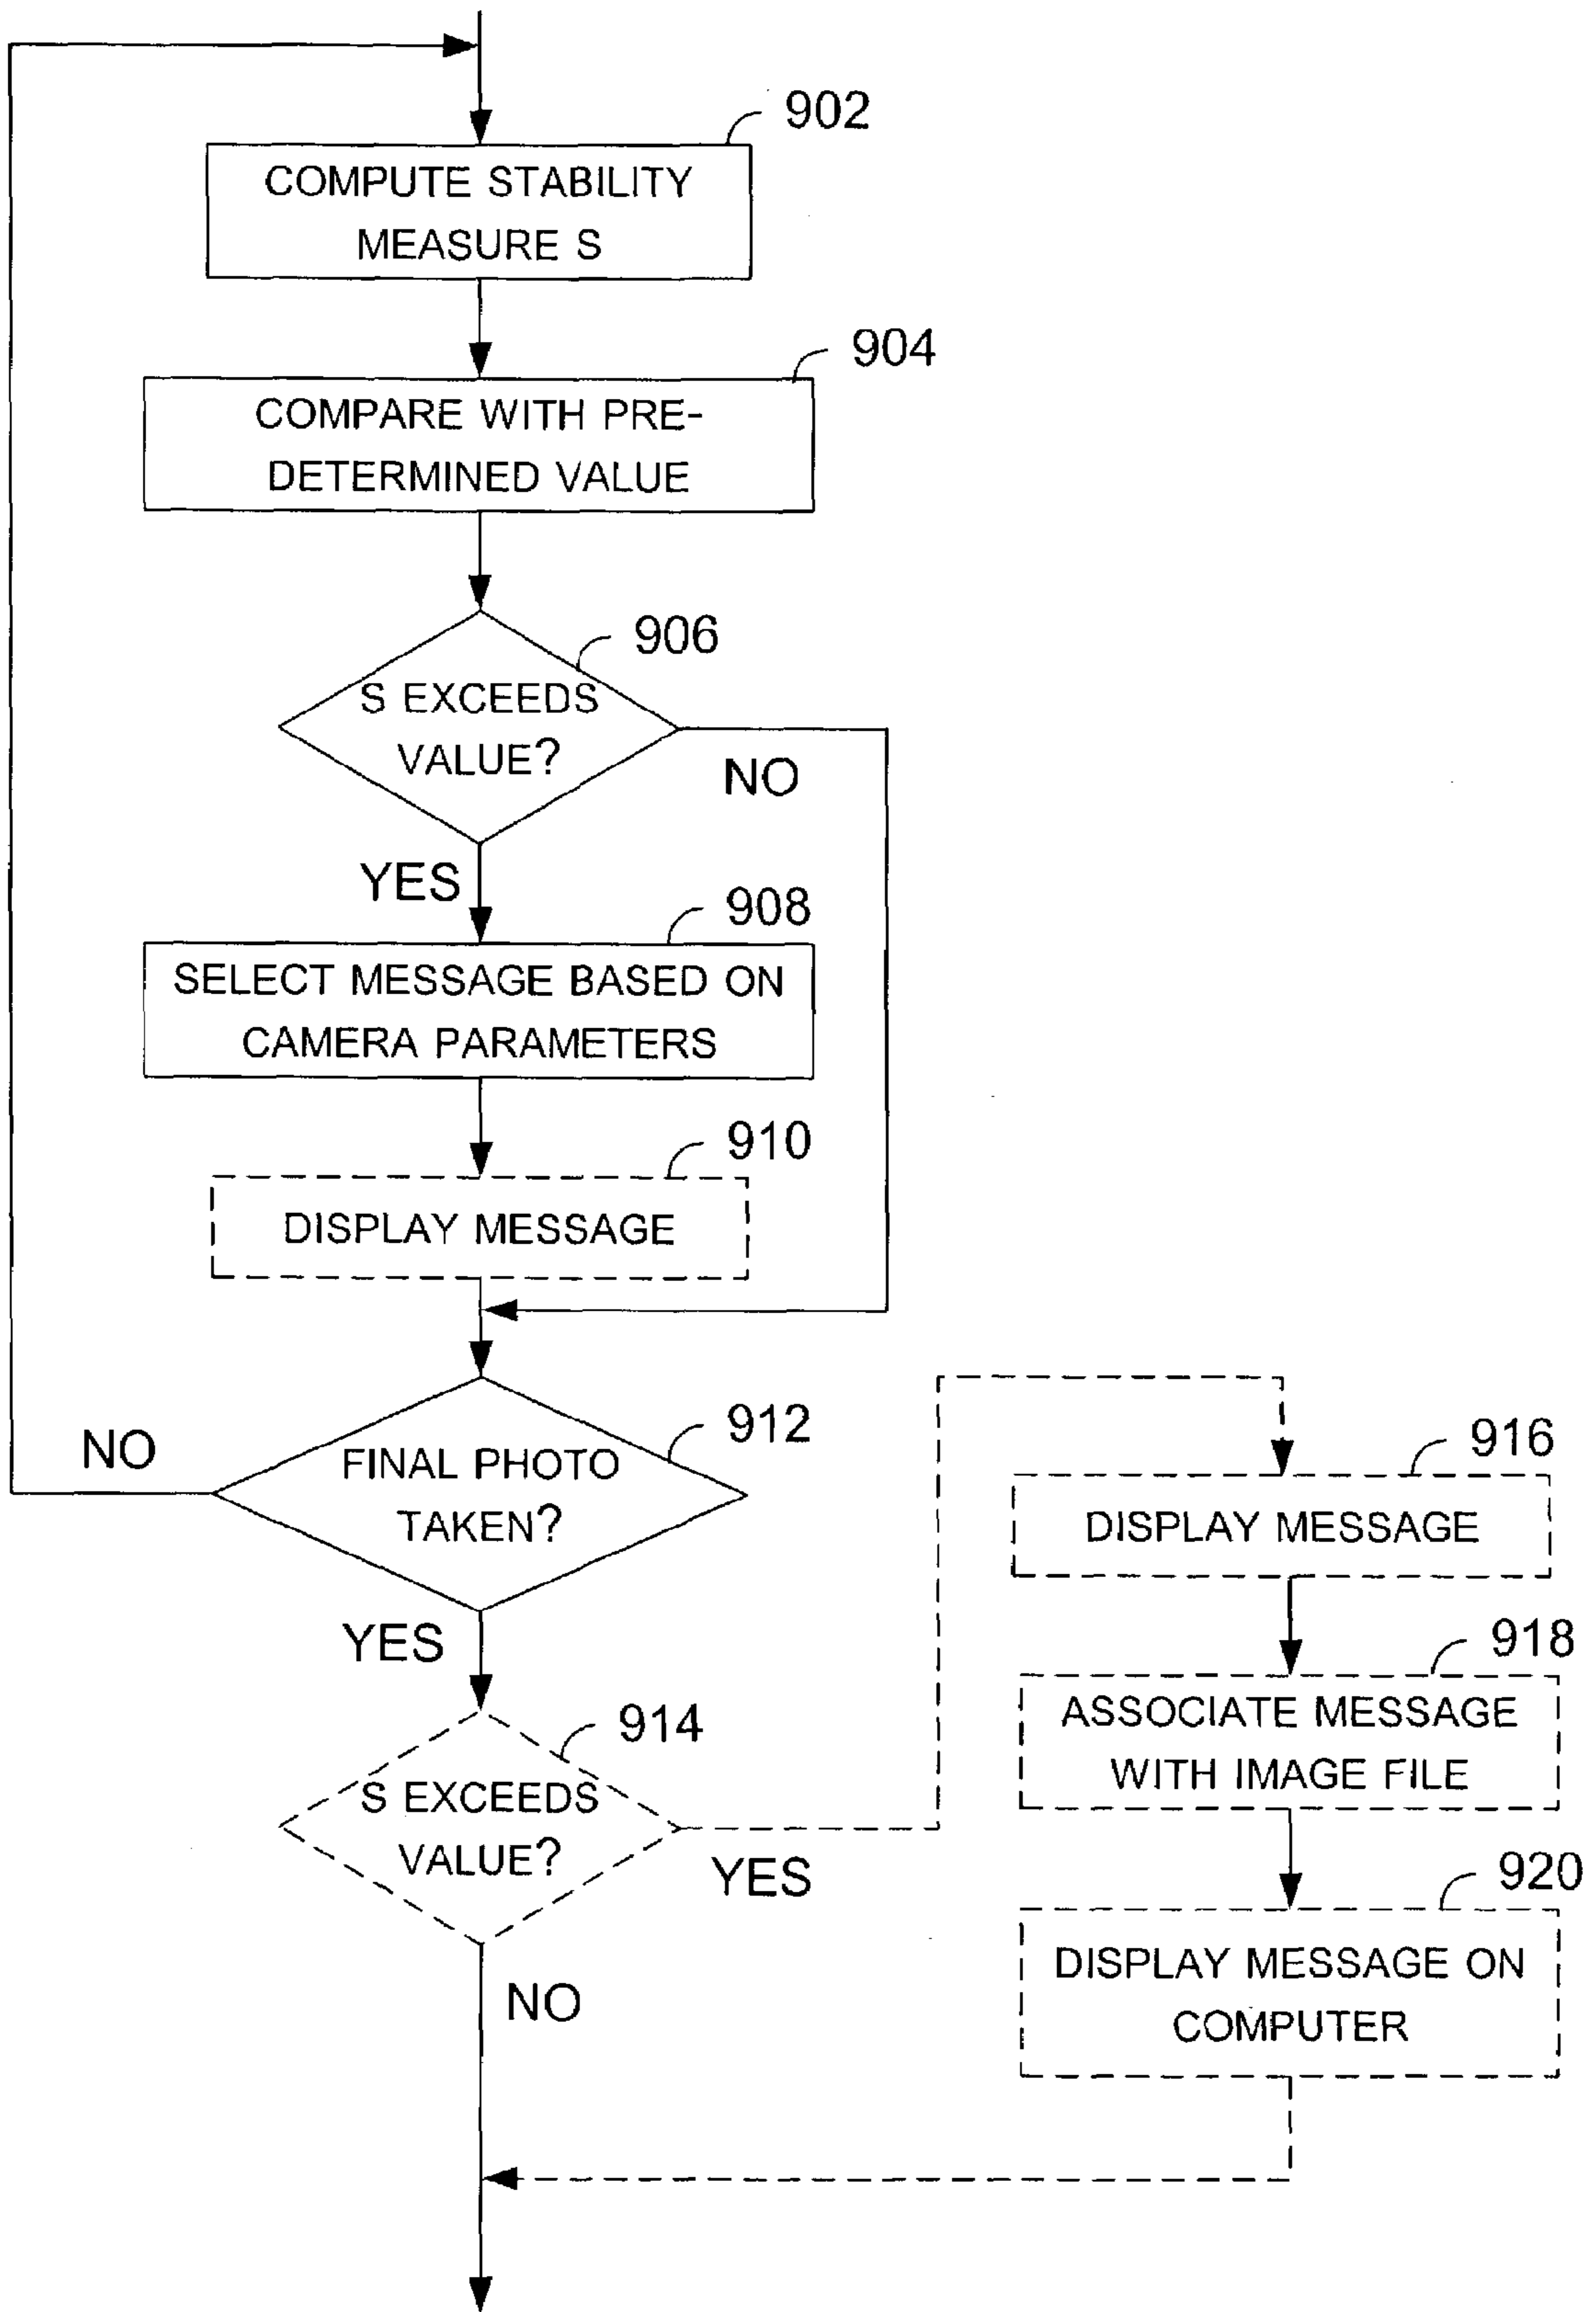 902
COMPUTE STABILITY
MEASURE S
904
COMPARE WITH PRE-
DETERMINED VALUE
906
S EXCEEDS
VALUE?
NO
YES
908
SELECT MESSAGE BASED ON
CAMERA PARAMETERS
910
DISPLAY MESSAGE
912
FINAL PHOTO
TAKEN?
NO
YES
914
S EXCEEDS
VALUE?
YES
NO
916
DISPLAY MESSAGE
918
ASSOCIATE MESSAGE
WITH IMAGE FILE
920
DISPLAY MESSAGE ON
COMPUTER